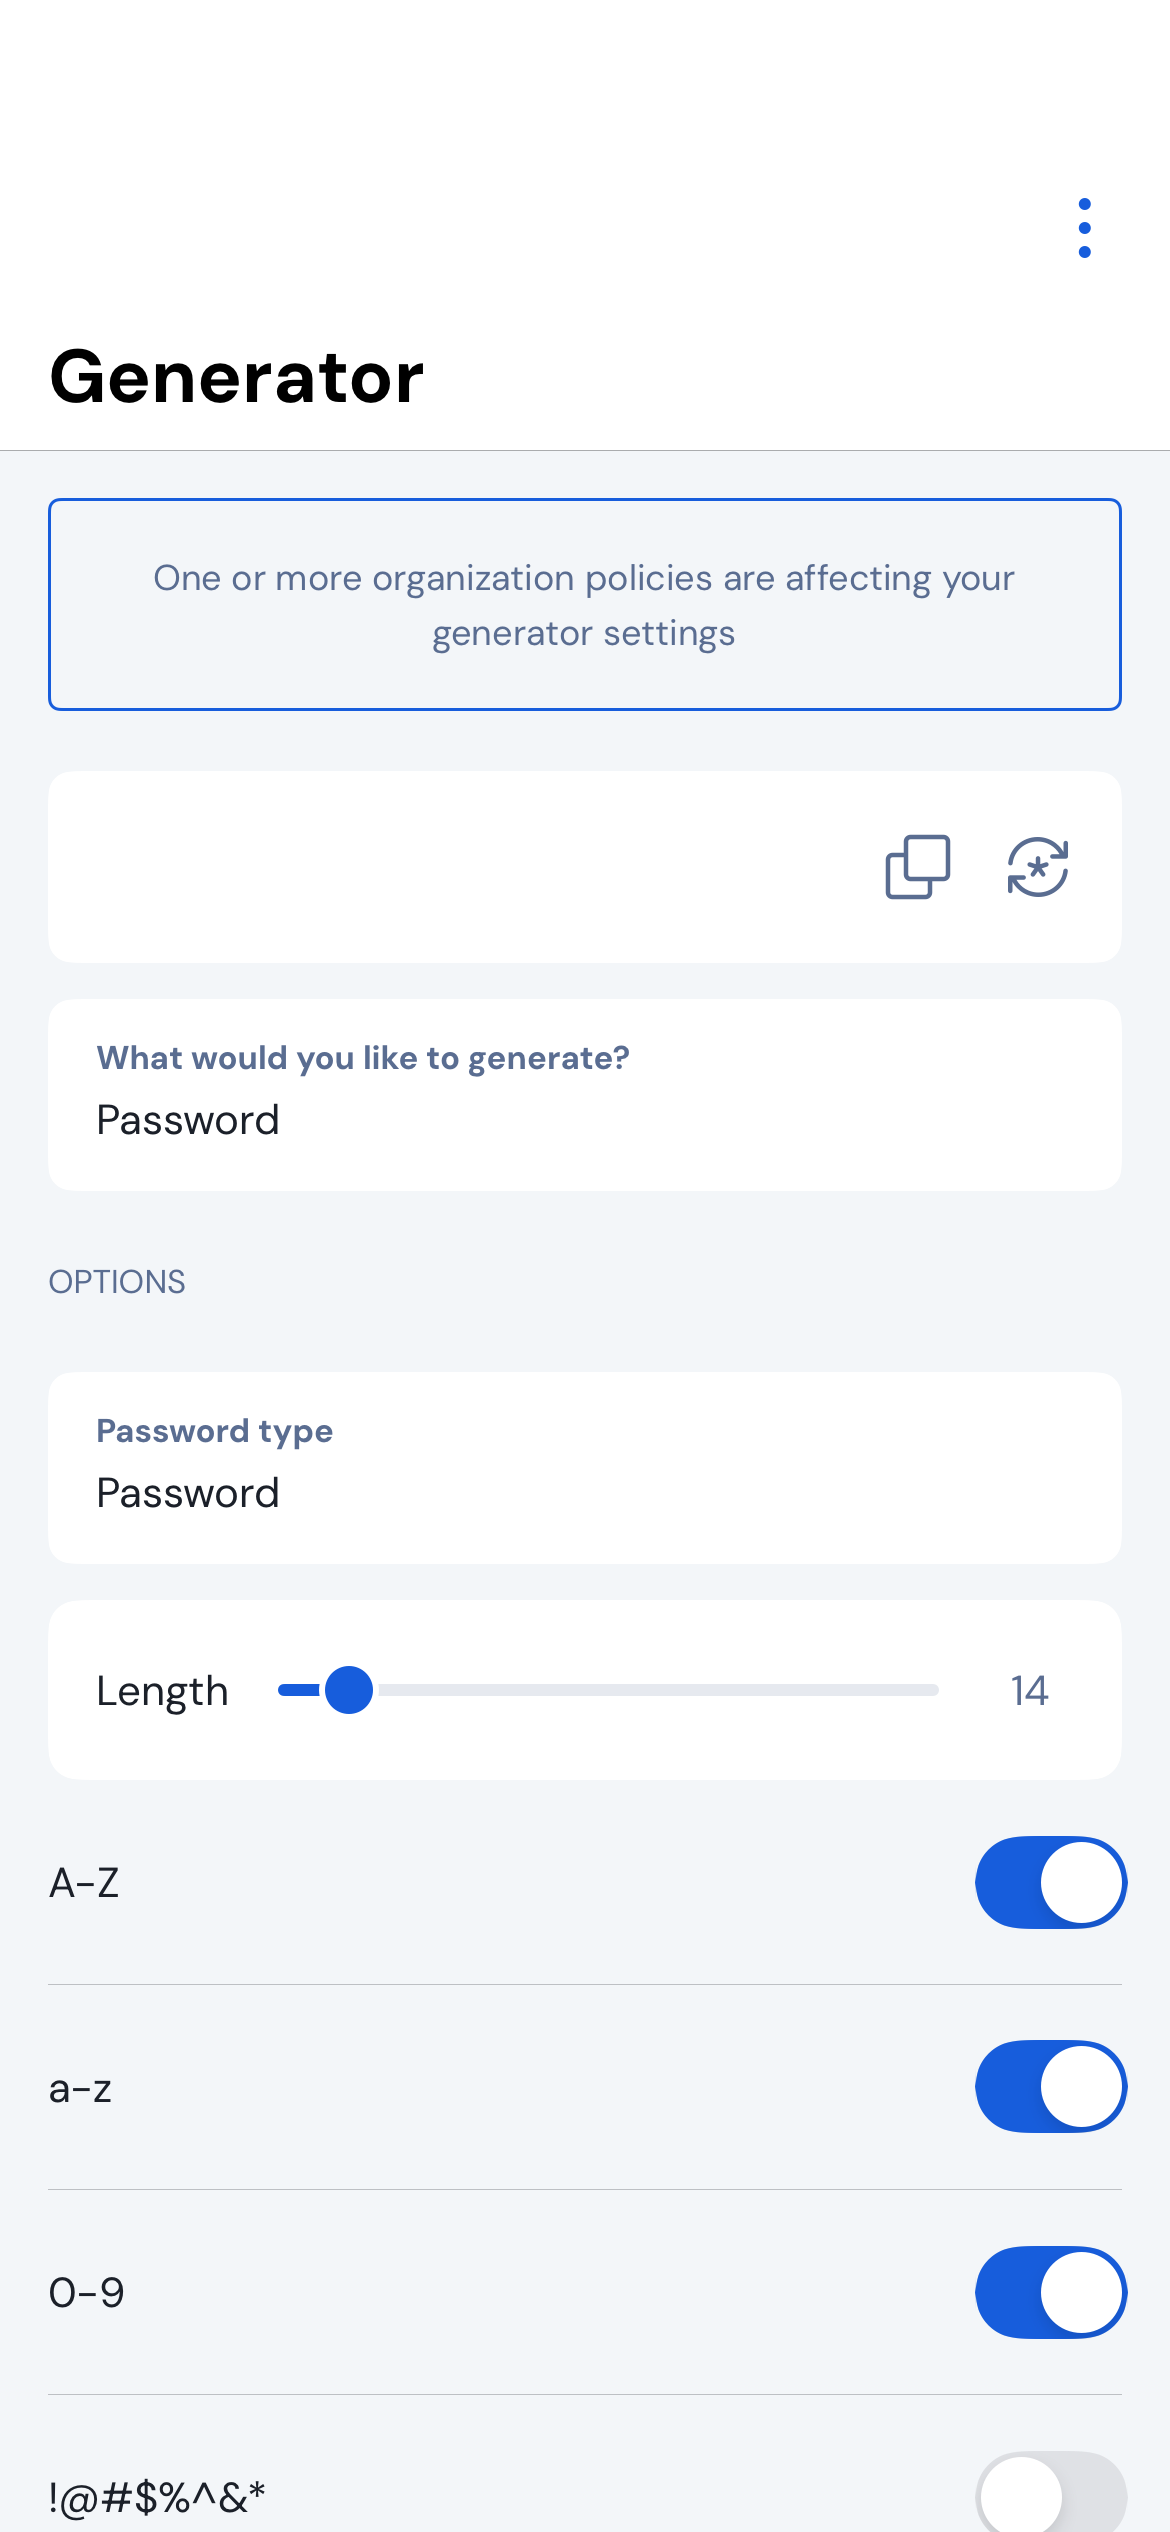 Generator
One or more organization policies are affecting your
generator settings
What would you like to generate?
Password
OPTIONS
Password type
Password
Length 14
A-Z
a-z
0-9
!@#$%^&*